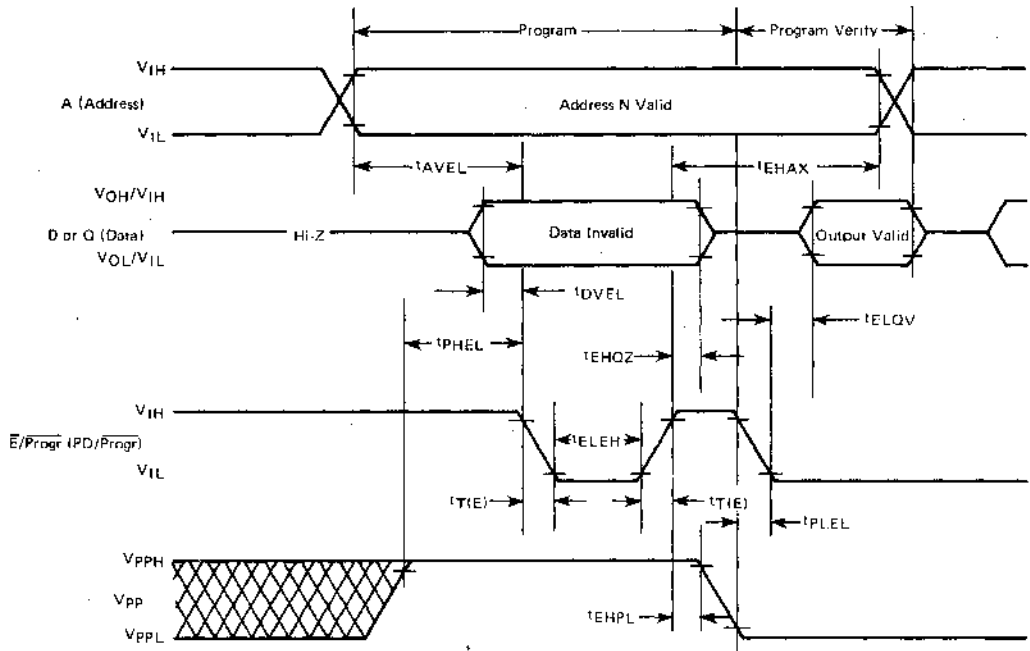 Program
Program Verify
VIH
A (Address)
Address N Valid
VIL
tAVEL
tEHAX
VOH/VIH
D or Q (Data)
Hi-Z
Data Invalid
Output Valid
VOL/VIL
tDVEL
tELQV
tPHEL
tEHQZ
VIH
E/Progr (PD/Progr)
tELEH
VIL
tT(E)
tT(E)
tPLEL
VPPH
VPP
tEHPL
VPPL